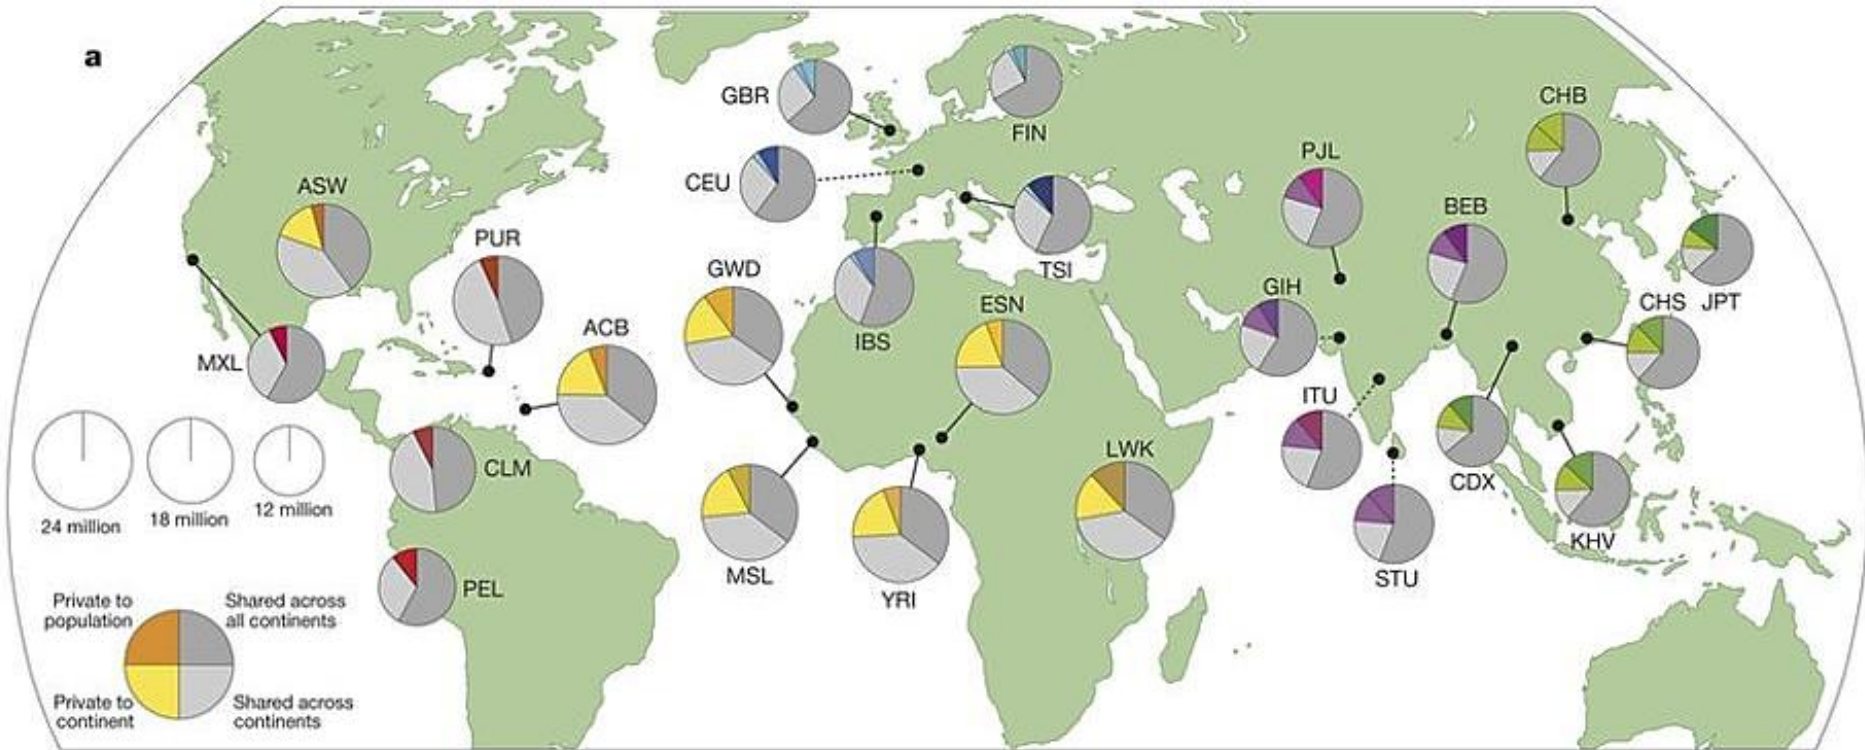 a
GBR
FIN
CHB
CEU
PJL
ASW
BEB
PUR
GWD
TSI
ESN
GIH
CHS
JPT
ACB
IBS
MXL
ITU
LWK
CLM
CDX
24 million
18 million
12 million
KHV
MSL
STU
PEL
YRI
Private to
population
Shared across
all continents
Private to
continent
Shared across
continents